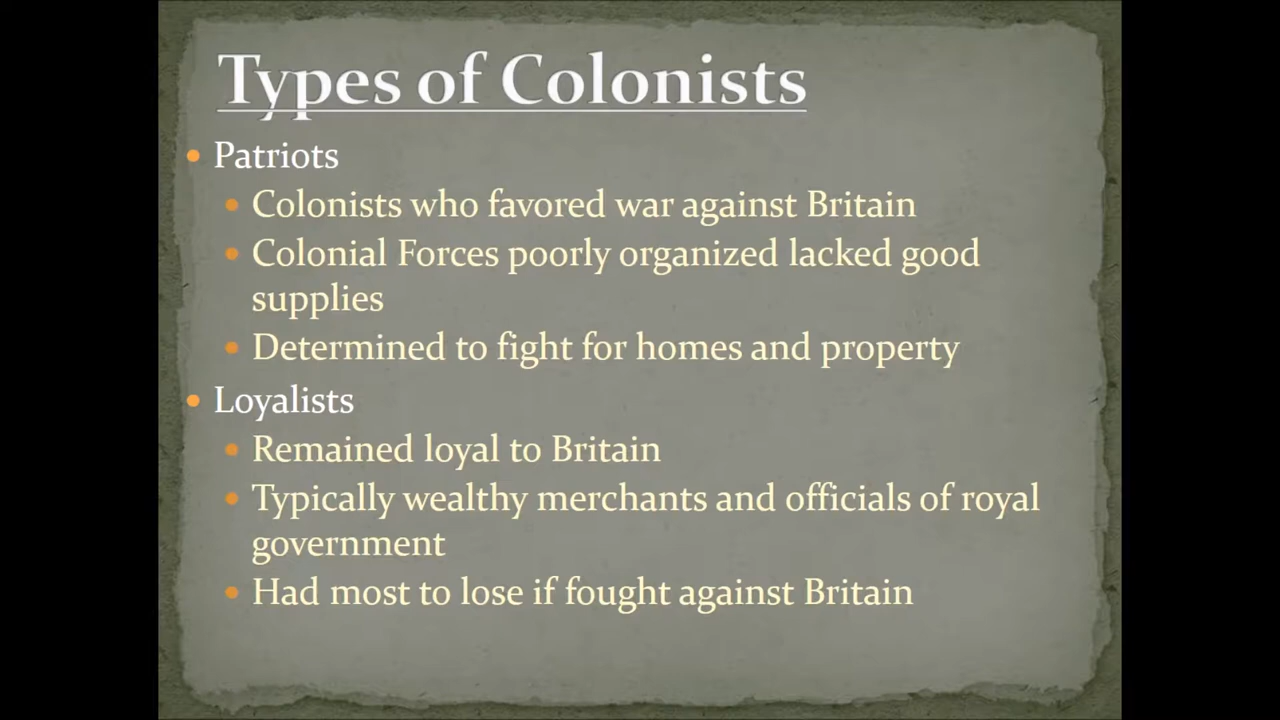 Types of Colonists
Patriots
Colonists who favored war against Britain
Colonial Forces poorly organized lacked good
supplies
Determined to fight for homes and property
Loyalists
Remained loyal to Britain
Typically wealthy merchants and officials of royal
government
Had most to lose if fought against Britain